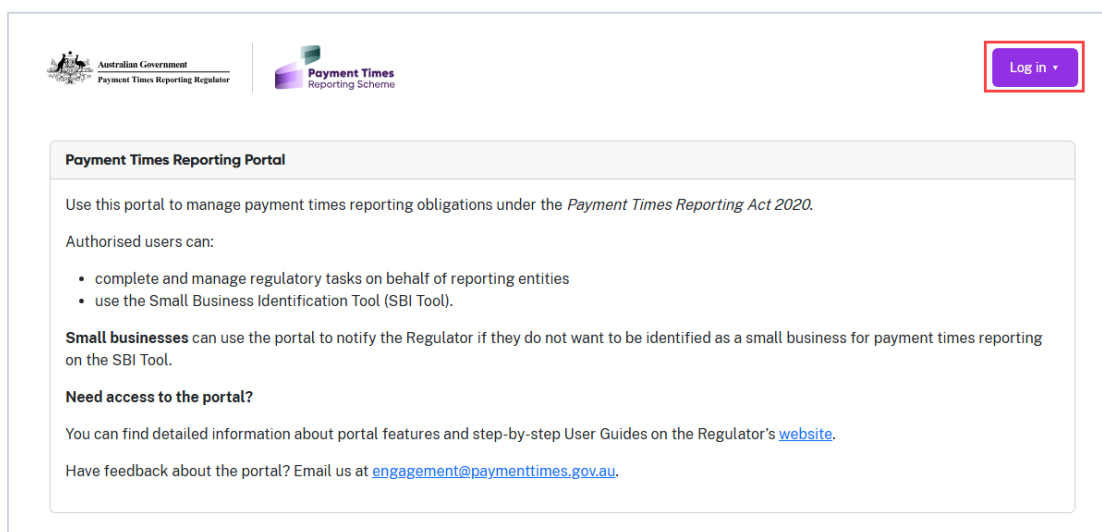 Australian Government
Payment Times Reporting Regulator
Payment Times
Reporting Scheme
Log in
Payment Times Reporting Portal
Use this portal to manage payment times reporting obligations under the Payment Times Reporting Act 2020.
Authorised users can:
• complete and manage regulatory tasks on behalf of reporting entities
• use the Small Business Identification Tool (SBI Tool).
Small businesses can use the portal to notify the Regulator if they do not want to be identified as a small business for payment times reporting
on the SBI Tool.
Need access to the portal?
You can find detailed information about portal features and step-by-step User Guides on the Regulator's website.
Have feedback about the portal? Email us at engagement@paymenttimes.gov.au.